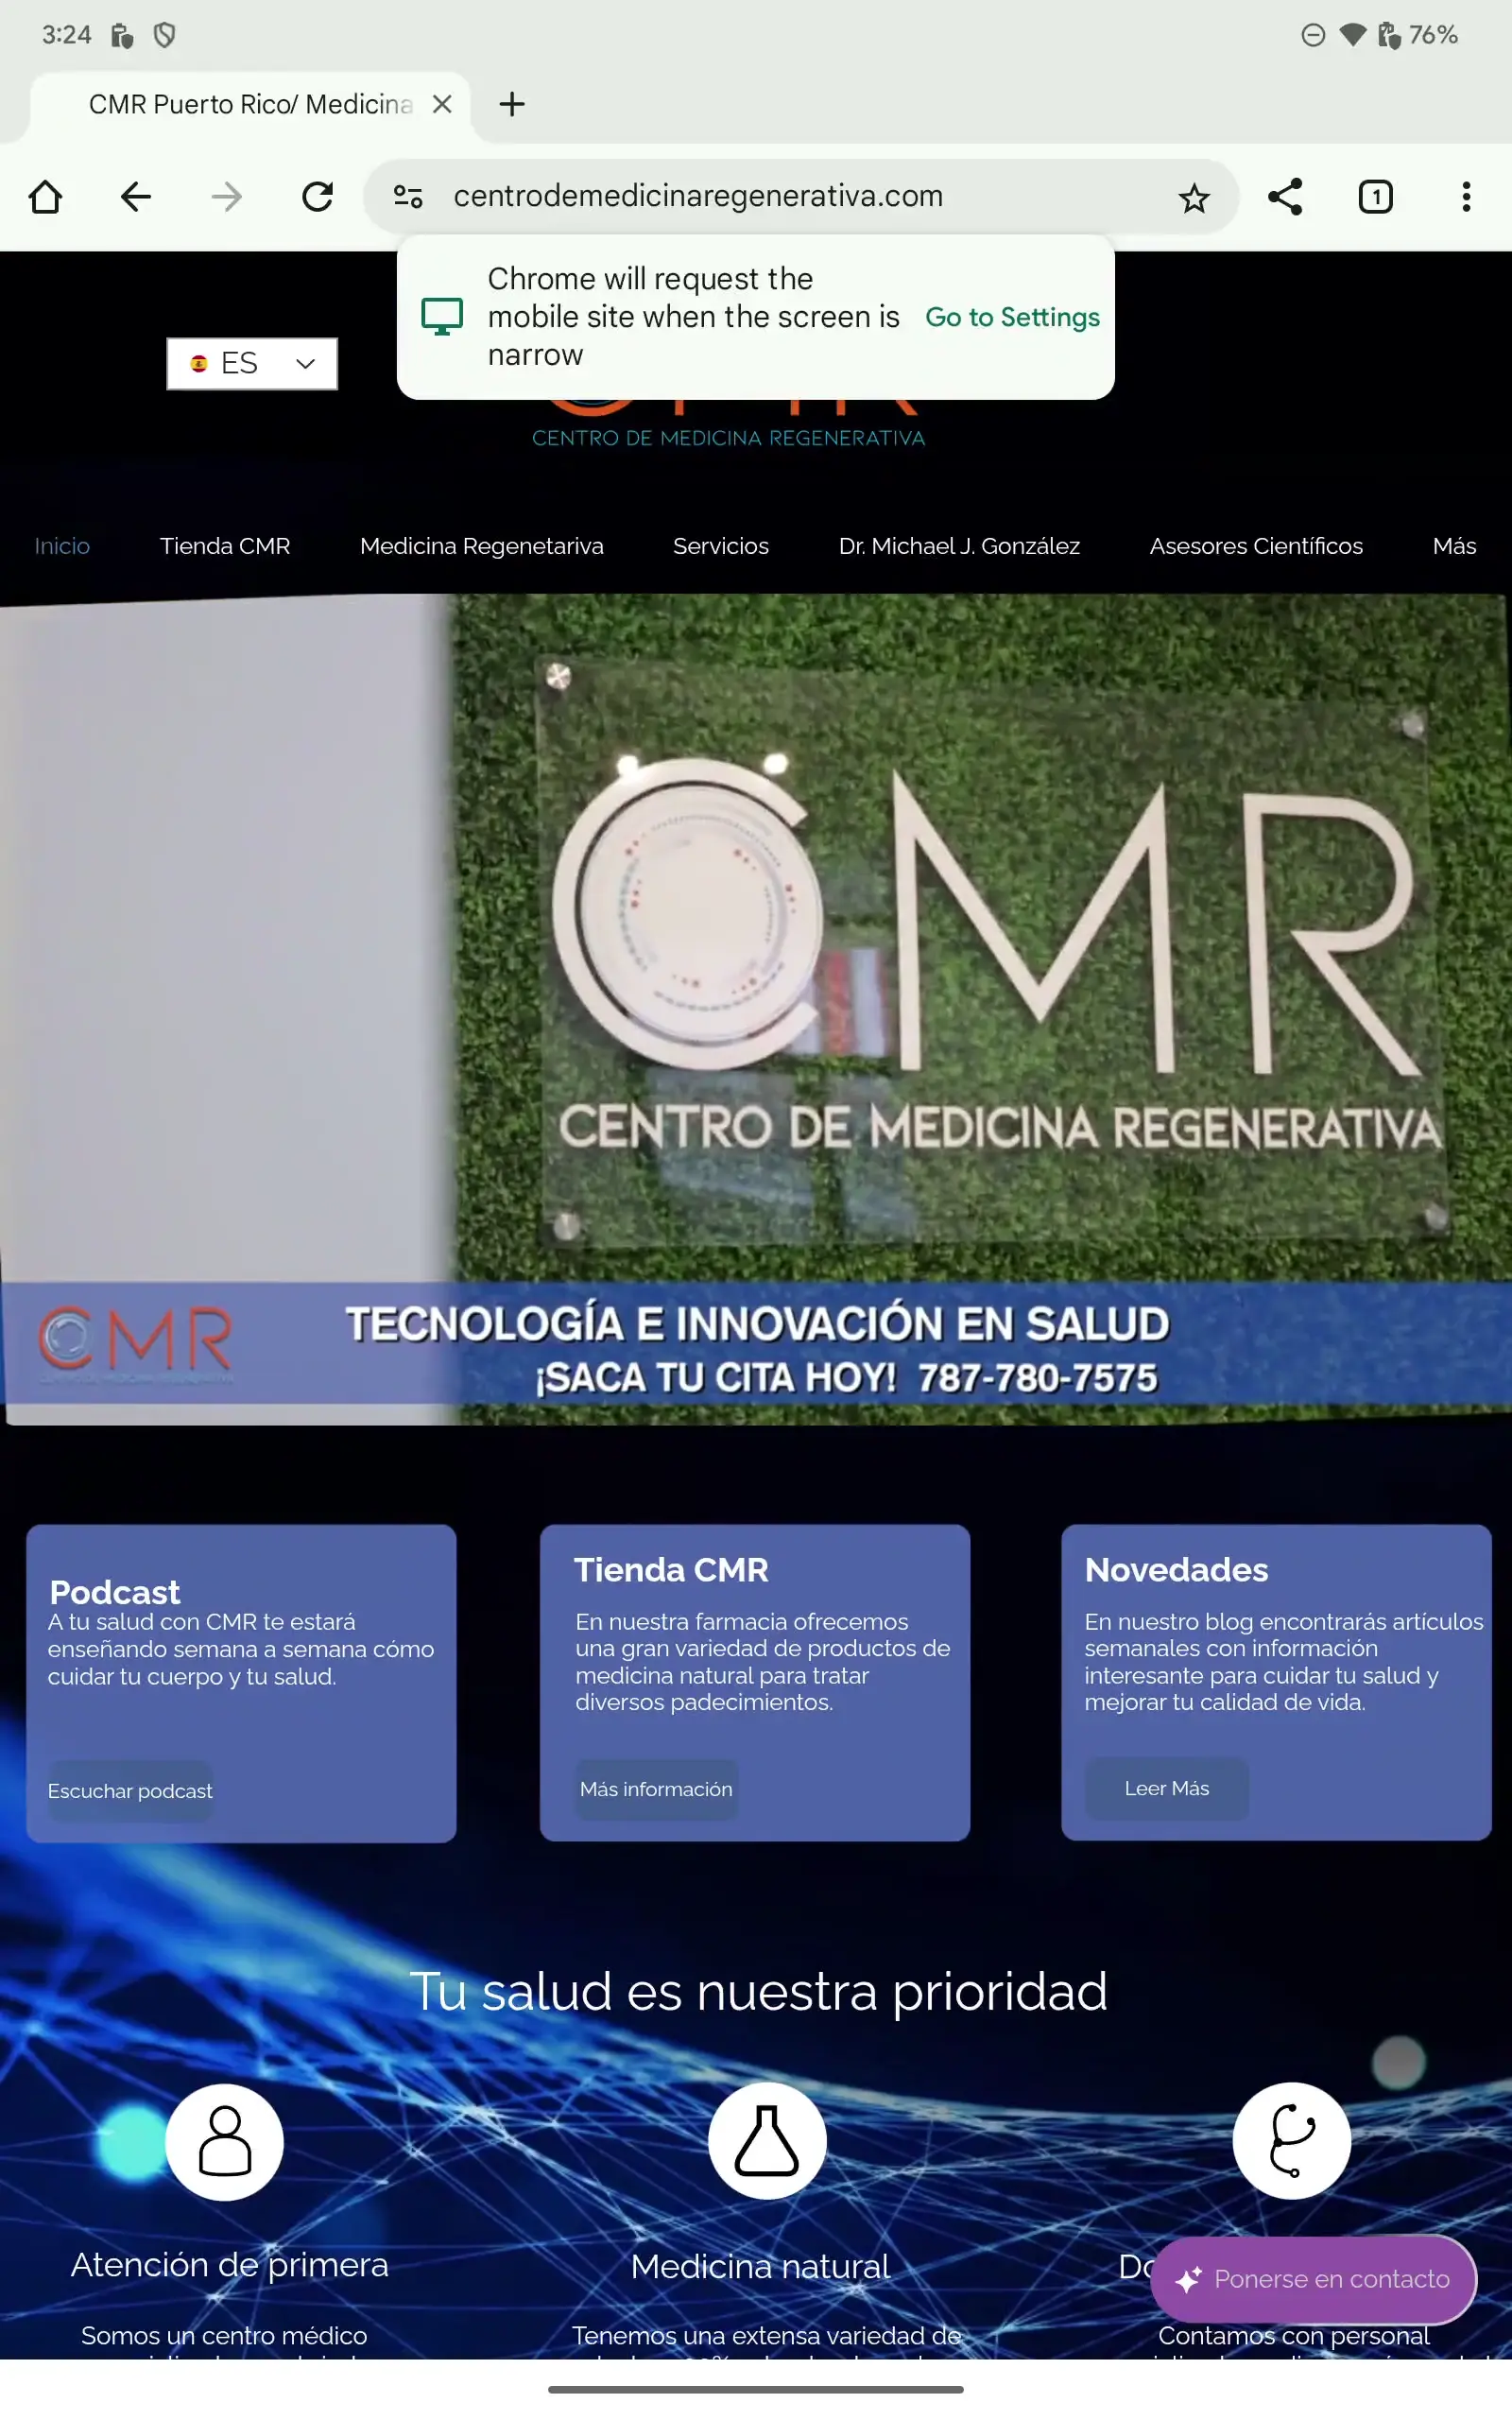 3:24
76%
CMR Puerto Rico/ Medicina
centrodemedicinaregenerativa.com
1
Chrome will request the
mobile site when the screen is
narrow
Go to Settings
ES
CENTRO DE MEDICINA REGENERATIVA
Inicio
Tienda CMR
Medicina Regenetariva
Servicios
Dr. Michael J. González
Asesores Científicos
Más
CMR
CENTRO DE MEDICINA REGENERATIVA
CMR
TECNOLOGÍA E INNOVACIÓN EN SALUD
¡SACA TU CITA HOY! 787-780-7575
Podcast
A tu salud con CMR te estará
enseñando semana a semana cómo
cuidar tu cuerpo y tu salud.
Escuchar podcast
Tienda CMR
En nuestra farmacia ofrecemos
una gran variedad de productos de
medicina natural para tratar
diversos padecimientos.
Más información
Novedades
En nuestro blog encontrarás artículos
semanales con información
interesante para cuidar tu salud y
mejorar tu calidad de vida.
Leer Más
Tu salud es nuestra prioridad
Atención de primera
Somos un centro médico
Medicina natural
Tenemos una extensa variedad de
Ponerse en contacto
Contamos con personal